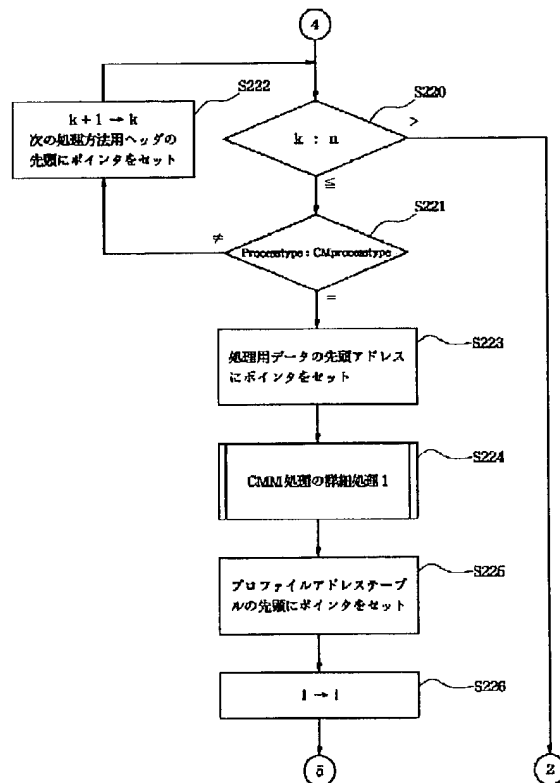 4
S222
k + 1 → k
次の処理方法用ヘッダの
先頭にポインタをセット
S220
k : n
>
≦
S221
≠
Processtype : CMprocesstype
=
S223
処理用データの先頭アドレス
にポインタをセット
S224
CMM処理の詳細処理1
S225
プロファイルアドレステーブ
ルの先頭にポインタをセット
S226
1 → i
5
2